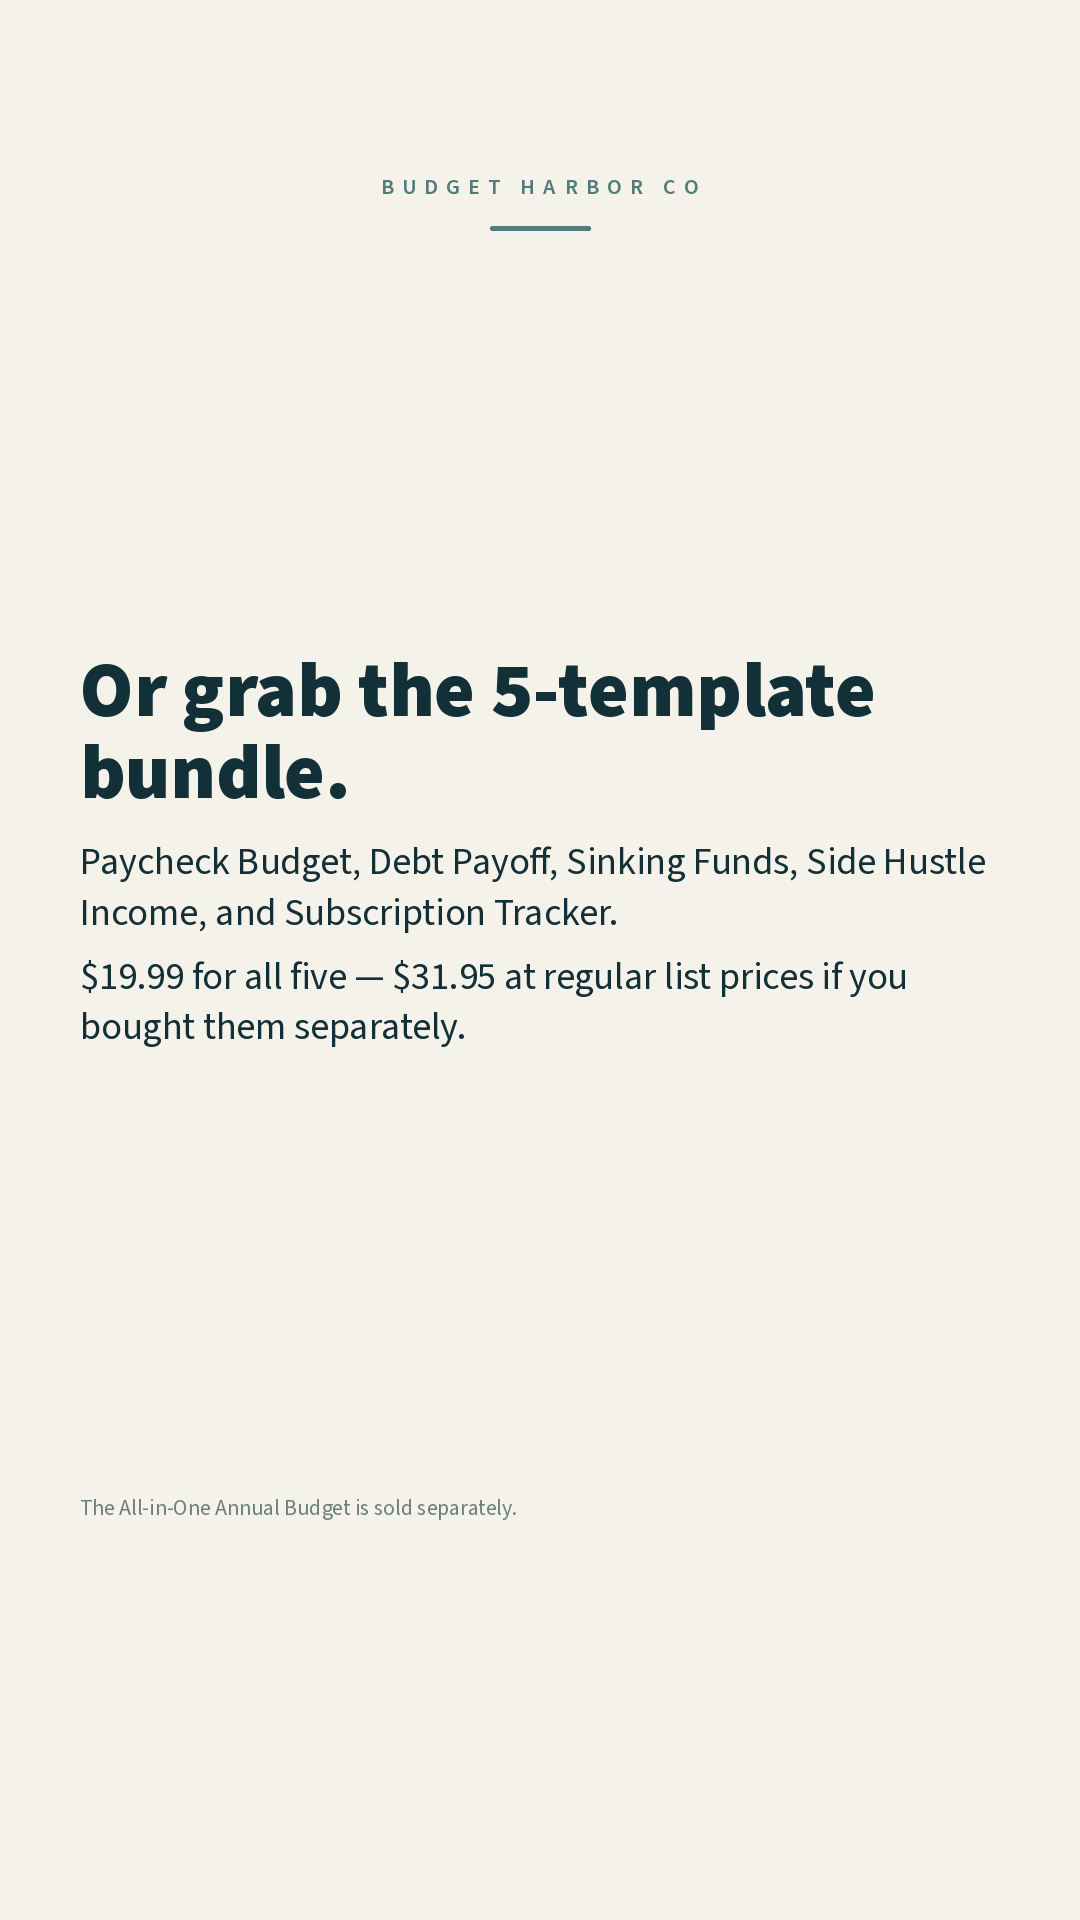 BUDGET HARBOR CO
Or grab the 5-template
bundle.
Paycheck Budget, Debt Payoff, Sinking Funds, Side Hustle
Income, and Subscription Tracker.
$19.99 for all five — $31.95 at regular list prices if you
bought them separately.
The All-in-One Annual Budget is sold separately.